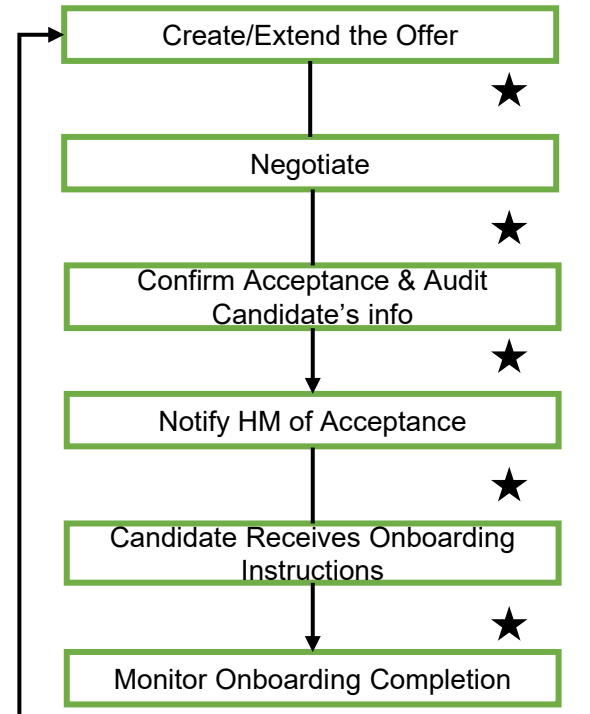 Create/Extend the Offer
Negotiate
Confirm Acceptance & Audit
Candidate’s info
Notify HM of Acceptance
Candidate Receives Onboarding
Instructions
Monitor Onboarding Completion